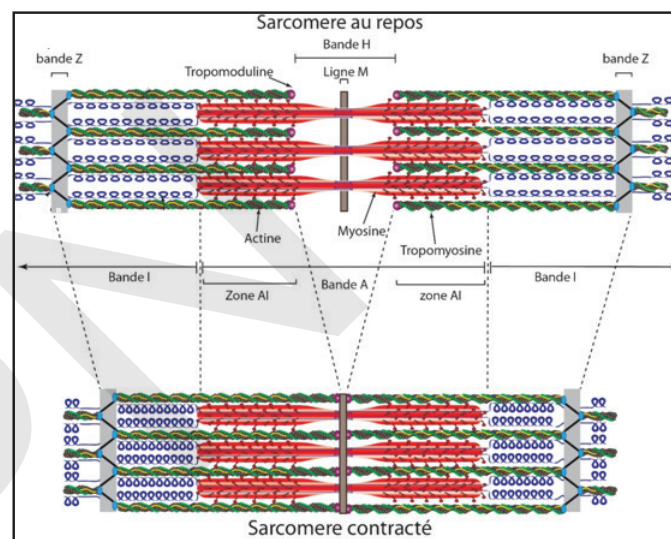 Sarcomere au repos
bande Z
Bande H
bande Z
Tropomoduline
Ligne M
Actine
Myosine
Tropomyosine
Bande I
Bande A
Bande I
Zone AI
zone AI
Sarcomere contracté